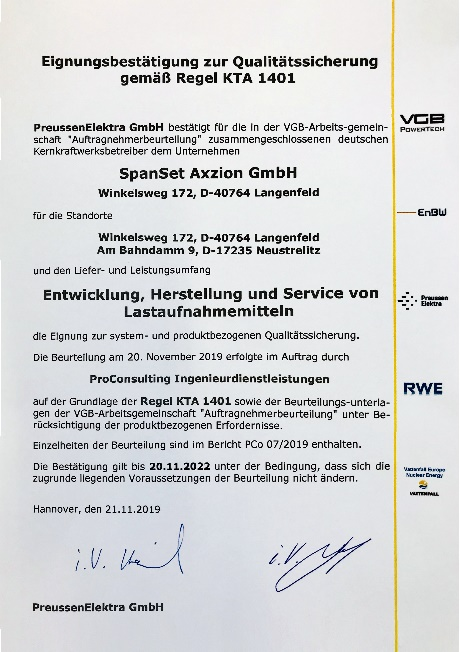 Eignungsbestätigung zur Qualitätssicherung
gemäß Regel KTA 1401
PreussenElektra GmbH bestätigt für die in der VGB-Arbeits-gemein-
schaft "Auftragnehmerbeurteilung" zusammengeschlossenen deutschen
Kernkraftwerksbetreiber dem Unternehmen
SpanSet Axzion GmbH
Winkelsweg 172, D-40764 Langenfeld
für die Standorte
Winkelsweg 172, D-40764 Langenfeld
Am Bahndamm 9, D-17235 Neustrelitz
und den Liefer- und Leistungsumfang
Entwicklung, Herstellung und Service von
Lastaufnahmemitteln
die Eignung zur system- und produktbezogenen Qualitätssicherung.
Die Beurteilung am 20. November 2019 erfolgte im Auftrag durch
ProConsulting Ingenieurdienstleistungen
auf der Grundlage der Regel KTA 1401 sowie der Beurteilungs-unterla-
gen der VGB-Arbeitsgemeinschaft "Auftragnehmerbeurteilung" unter Be-
rücksichtigung der produktbezogenen Erfordernisse.
Einzelheiten der Beurteilung sind im Bericht PCo 07/2019 enthalten.
Die Bestätigung gilt bis 20.11.2022 unter der Bedingung, dass sich die
zugrunde liegenden Voraussetzungen der Beurteilung nicht ändern.
Hannover, den 21.11.2019
i.V.
i.V.
PreussenElektra GmbH
VGB
POWERTECH
EnBW
Preussen
Elektra
RWE
Vattenfall Europe
Nuclear Energy
VATTENFALL